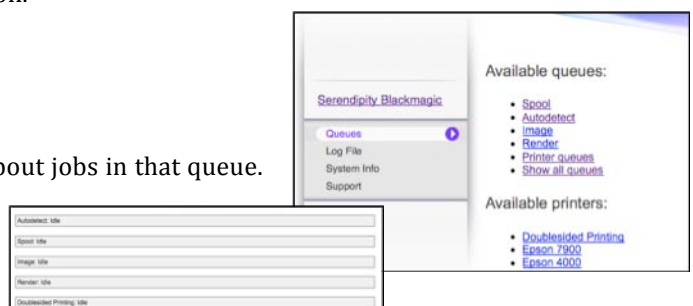 on.
Available queues:
Serendipity Blackmagic
Spool
Autodetect
Image
Render
Printer queues
Show all queues
Queues
Log File
System Info
Support
bout jobs in that queue.
Available printers:
Doublesided Printing
Epson 7900
Epson 4000
Autodetect: Idle
Spool: Idle
Image: Idle
Render: Idle
Doublesided Printing: Idle